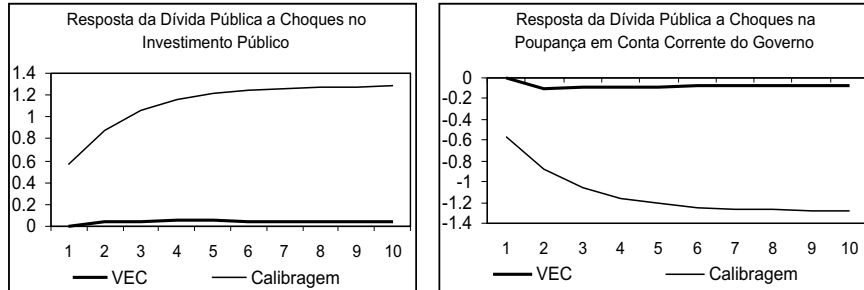 Resposta da Dívida Pública a Choques no
Investimento Público
1.4
1.2
1
0.8
0.6
0.4
0.2
0
1 2 3 4 5 6 7 8 9 10
VEC Calibragem
Resposta da Dívida Pública a Choques na
Poupança em Conta Corrente do Governo
0
-0.2
-0.4
-0.6
-0.8
-1
-1.2
-1.4
1 2 3 4 5 6 7 8 9 10
VEC Calibragem